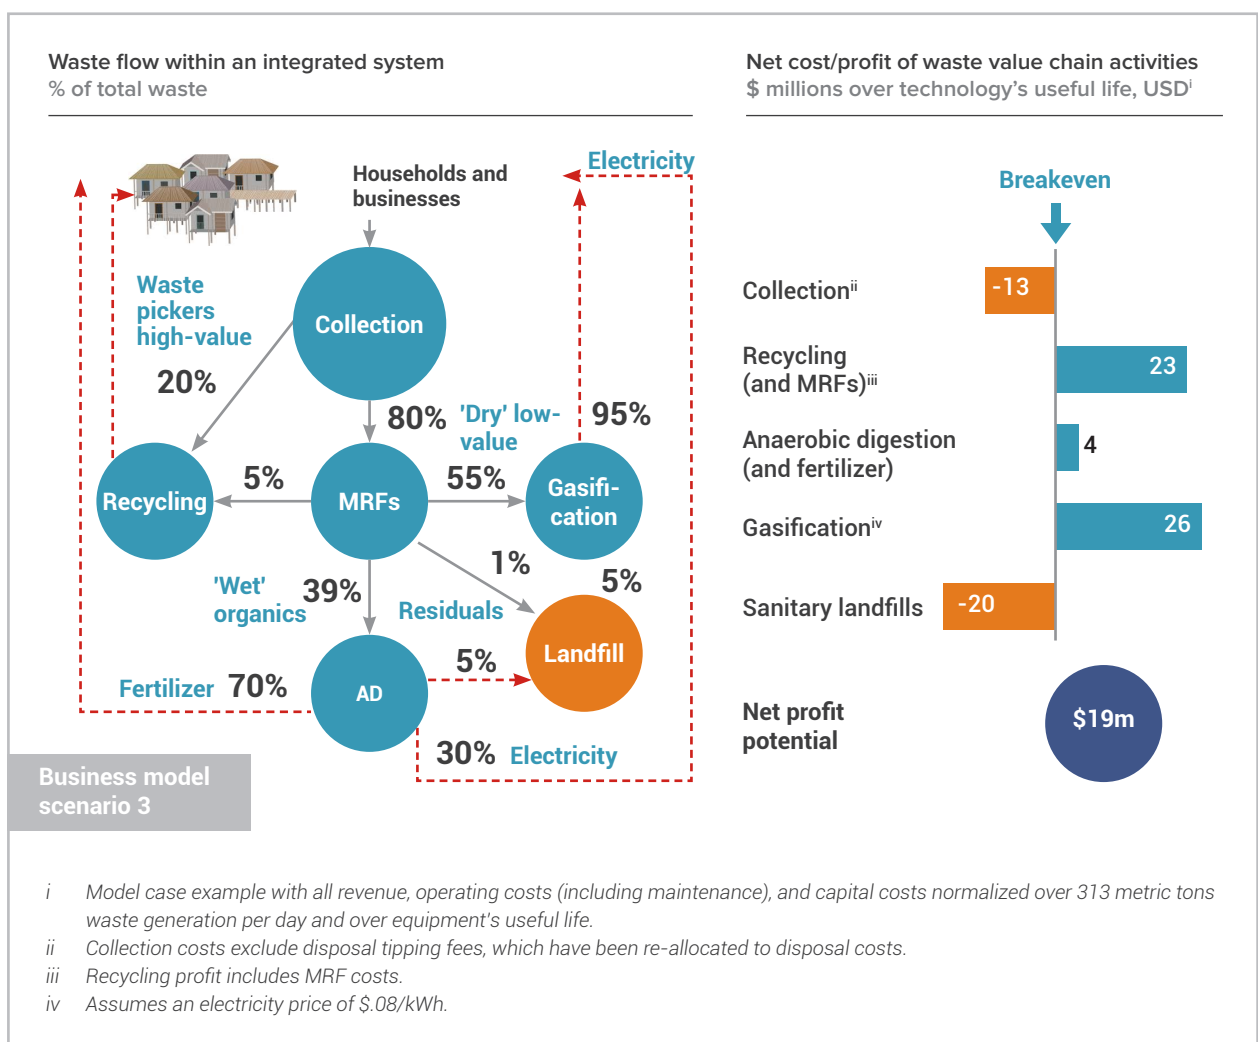 Waste flow within an integrated system
% of total waste
Households and
businesses
Electricity
Waste
pickers
high-value
20%
Collection
80%
'Dry' low-
value
95%
Recycling
5%
MRFs
55%
Gasifi-
cation
'Wet'
organics
39%
1%
5%
Residuals
Landfill
5%
Fertilizer 70%
AD
30% Electricity
Business model
scenario 3
Net cost/profit of waste value chain activities
$ millions over technology's useful life, USDⁱ
Breakeven
Collectionⁱⁱ
-13
Recycling
(and MRFs)ⁱⁱⁱ
23
Anaerobic digestion
(and fertilizer)
4
Gasificationⁱᵛ
26
Sanitary landfills
-20
Net profit
potential
$19m
i Model case example with all revenue, operating costs (including maintenance), and capital costs normalized over 313 metric tons
waste generation per day and over equipment's useful life.
ii Collection costs exclude disposal tipping fees, which have been re-allocated to disposal costs.
iii Recycling profit includes MRF costs.
iv Assumes an electricity price of $.08/kWh.